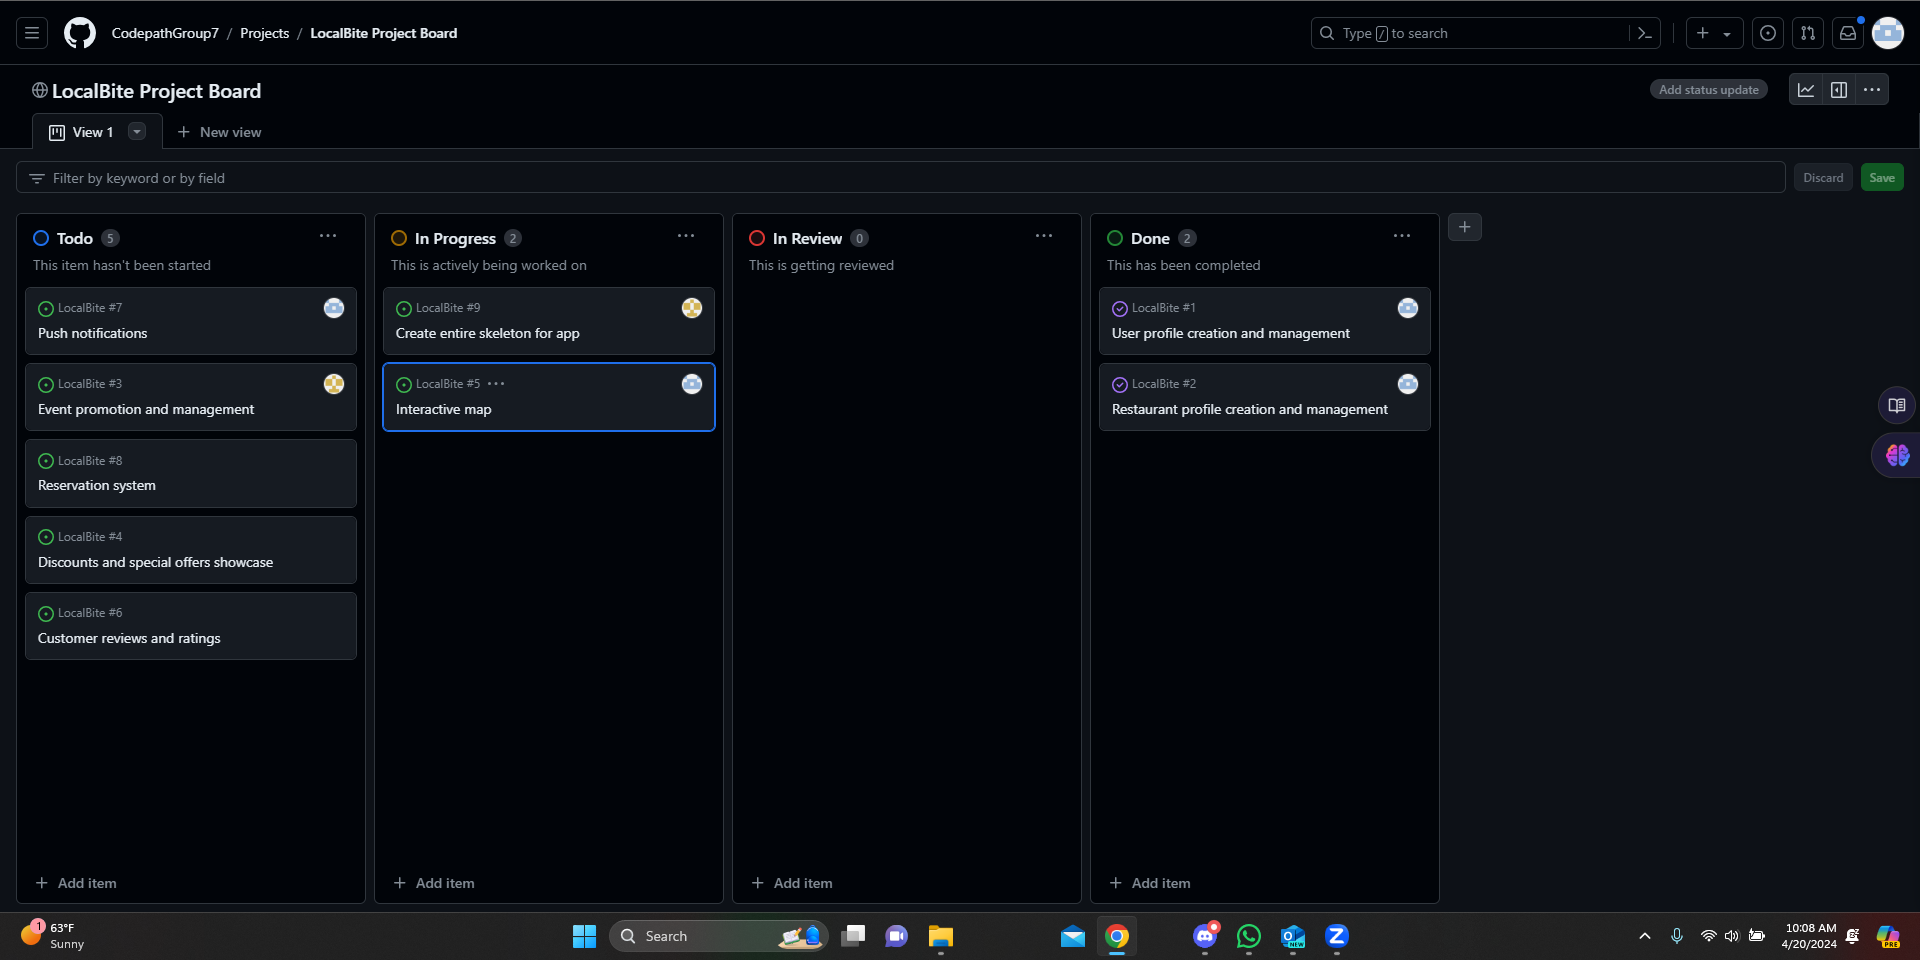 CodepathGroup7 / Projects / LocalBite Project Board
Type / to search
LocalBite Project Board
Add status update
View 1
New view
Filter by keyword or by field
Discard
Save
Todo 5
This item hasn't been started
LocalBite #7
Push notifications
LocalBite #3
Event promotion and management
LocalBite #8
Reservation system
LocalBite #4
Discounts and special offers showcase
LocalBite #6
Customer reviews and ratings
+ Add item
In Progress 2
This is actively being worked on
LocalBite #9
Create entire skeleton for app
LocalBite #5
Interactive map
+ Add item
In Review 0
This is getting reviewed
+ Add item
Done 2
This has been completed
LocalBite #1
User profile creation and management
LocalBite #2
Restaurant profile creation and management
+ Add item
1
63°F
Sunny
Search
NEW
10:08 AM
4/20/2024
PRE